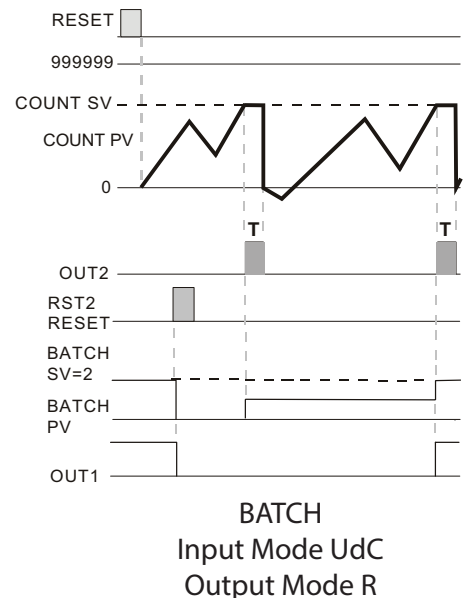 RESET
999999
COUNT SV
COUNT PV
0
T T
OUT2
RST2
RESET
BATCH
SV=2
BATCH
PV
OUT1
BATCH
Input Mode UdC
Output Mode R